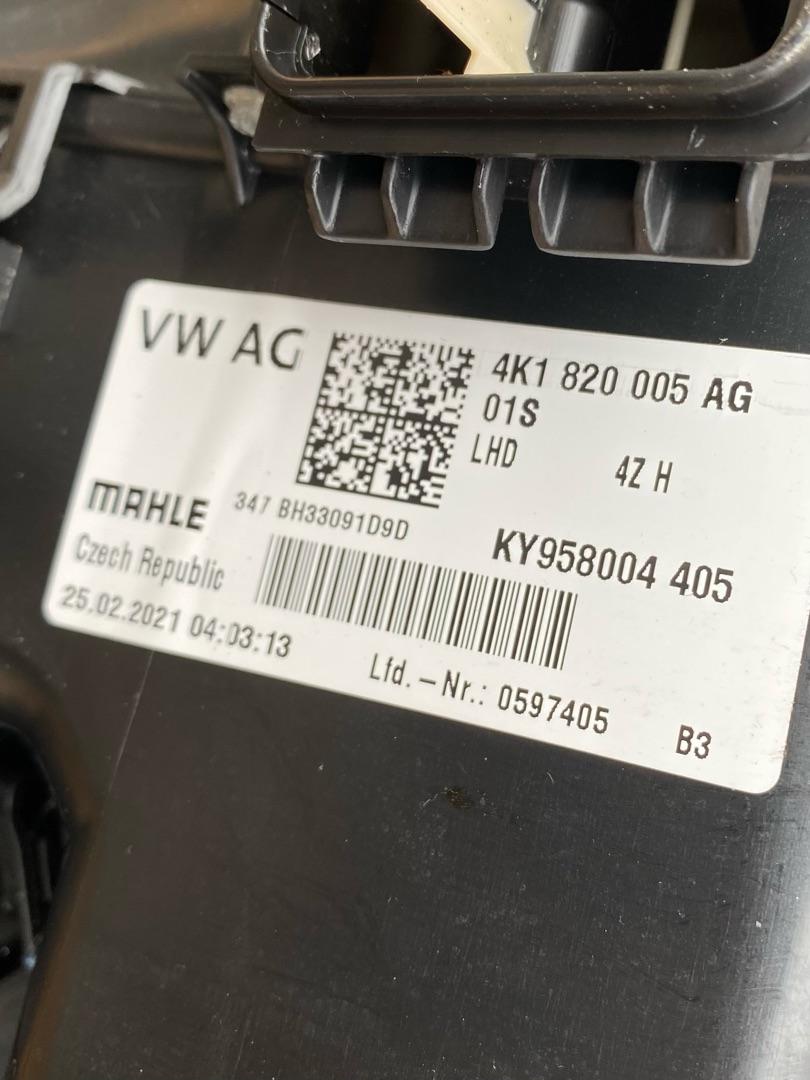 VW AG
4K1 820 005 AG
01S
LHD 4Z H
MAHLE
347 BH33091D9D
KY958004 405
Czech Republic
25.02.2021 04:03:13
Lfd. - Nr.: 0597405
B3